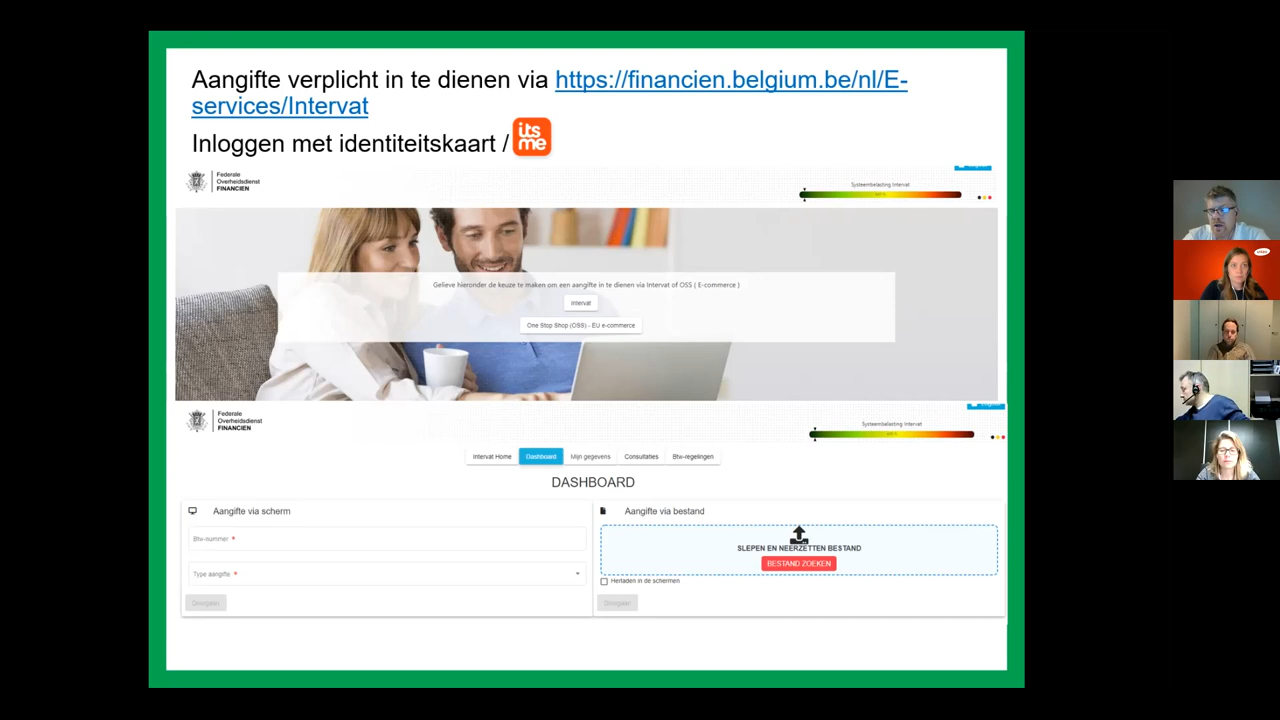 Aangifte verplicht in te dienen via https://financien.belgium.be/nl/E-
services/Intervat
Inloggen met identiteitskaart /
itsme
Federale
Overheidsdienst
FINANCIEN
Systeembelasting Intervat
Gelieve hieronder de keuze te maken om een aangifte in te dienen via Intervat of OSS ( E-commerce )
Intervat
One Stop Shop (OSS) - EU e-commerce
Federale
Overheidsdienst
FINANCIEN
Systeembelasting Intervat
Intervat Home Dashboard Mijn gegevens Consultaties Btw-regelingen
DASHBOARD
Aangifte via scherm
Btw-nummer *
Type aangifte *
Doorgaan
Aangifte via bestand
SLEPEN EN NEERZETTEN BESTAND
BESTAND ZOEKEN
Herladen in de schermen
Doorgaan